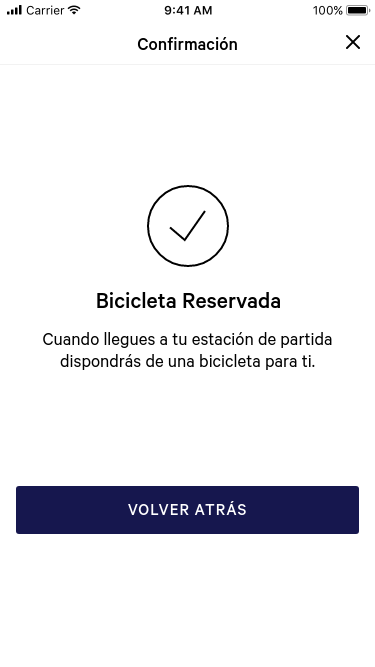 Carrier 9:41 AM 100%
Confirmación
Bicicleta Reservada
Cuando llegues a tu estación de partida
dispondrás de una bicicleta para ti.
VOLVER ATRÁS